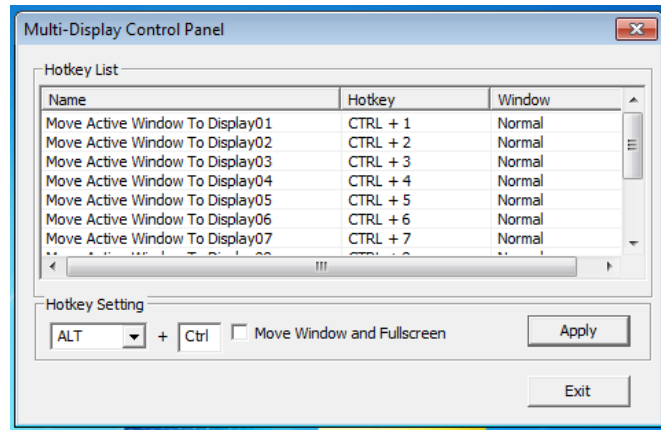 Multi-Display Control Panel
Hotkey List
Name Hotkey Window
Move Active Window To Display01 CTRL + 1 Normal
Move Active Window To Display02 CTRL + 2 Normal
Move Active Window To Display03 CTRL + 3 Normal
Move Active Window To Display04 CTRL + 4 Normal
Move Active Window To Display05 CTRL + 5 Normal
Move Active Window To Display06 CTRL + 6 Normal
Move Active Window To Display07 CTRL + 7 Normal
Hotkey Setting
ALT + Ctrl Move Window and Fullscreen Apply
Exit